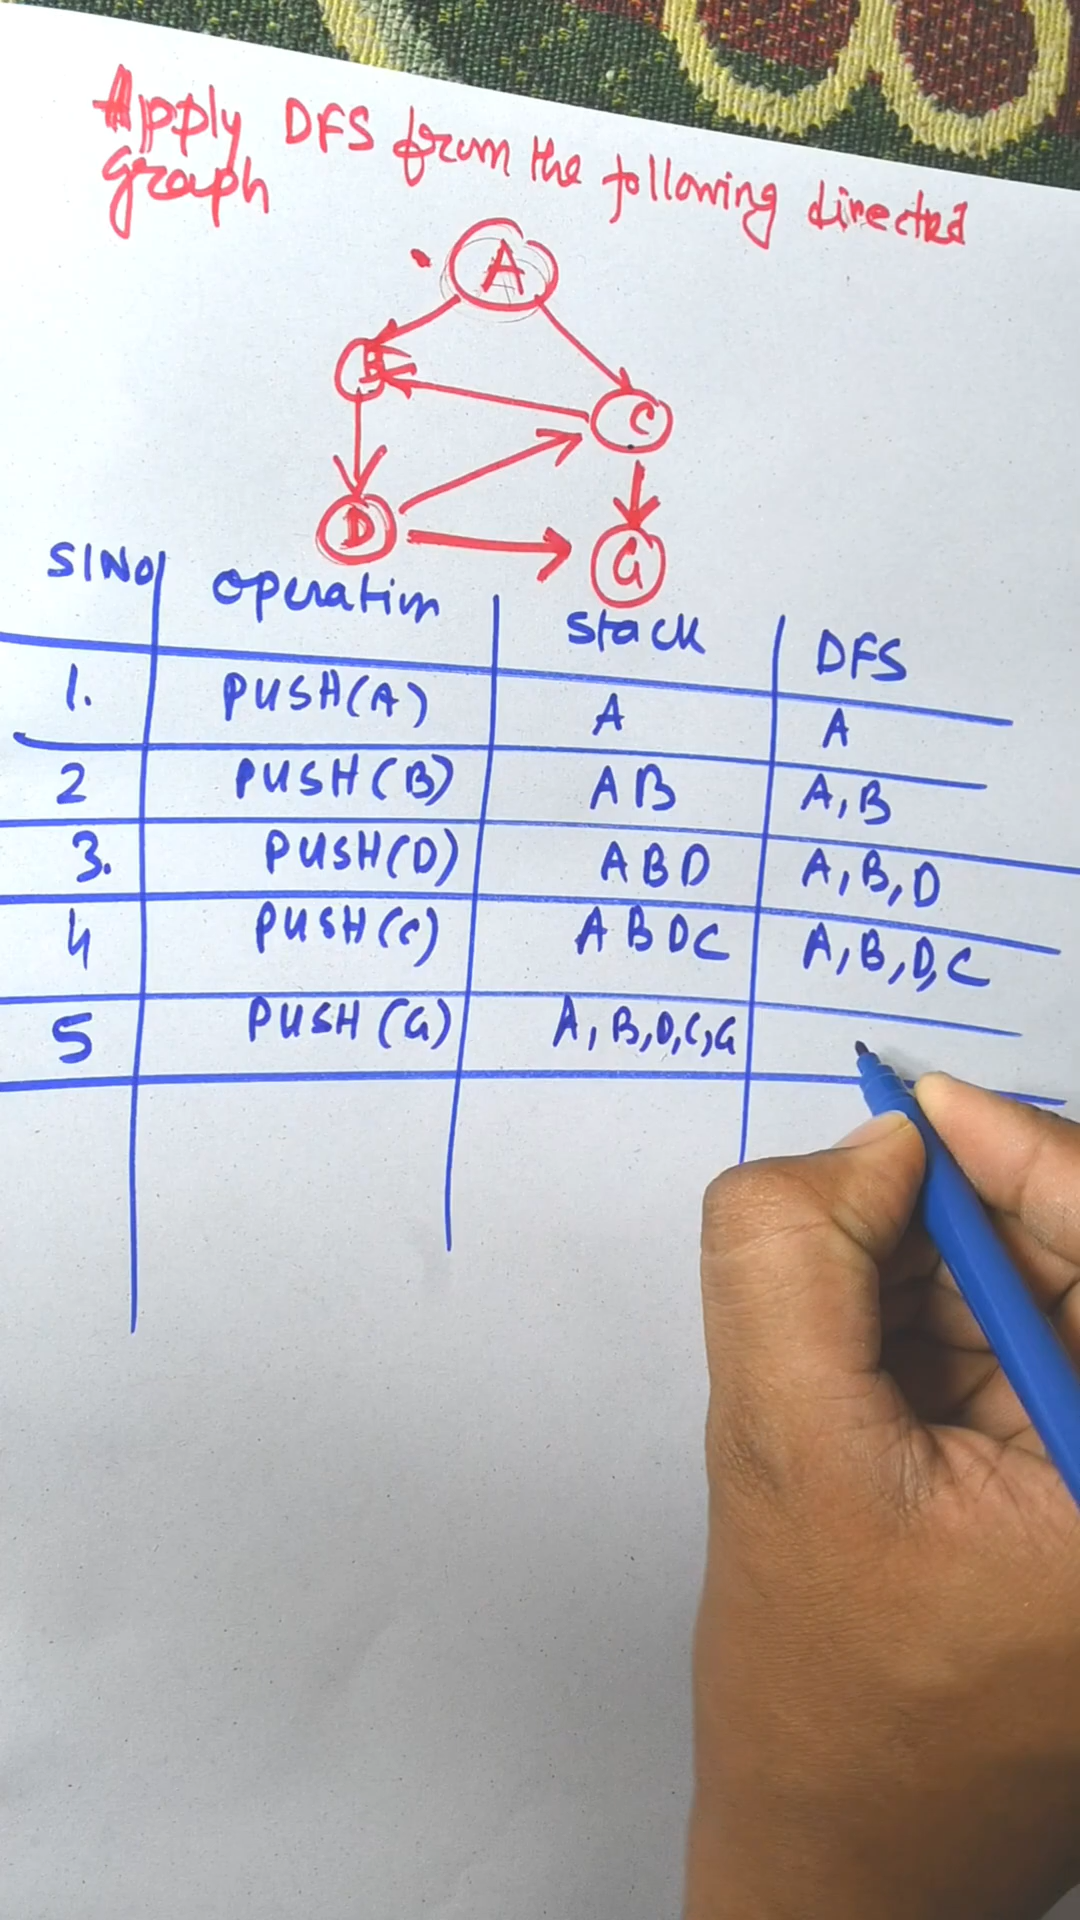 Apply DFS from the following directed
graph
A
B
C
D
G
SlNo operation Stack DFS
1. PUSH(A) A A
2 PUSH(B) AB A,B
3. PUSH(D) ABD A,B,D
4 PUSH(C) ABDC A,B,D,C
5 PUSH(G) A,B,D,C,G